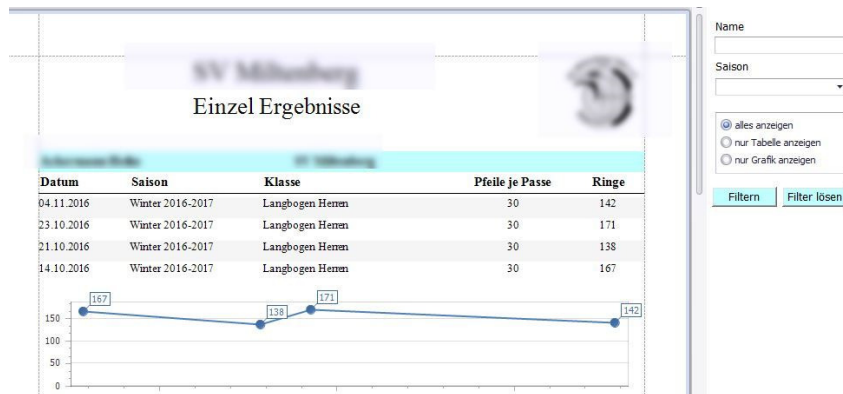 Einzel Ergebnisse
Datum Saison Klasse Pfeile je Passe Ringe
04.11.2016 Winter 2016-2017 Langbogen Herren 30 142
23.10.2016 Winter 2016-2017 Langbogen Herren 30 171
21.10.2016 Winter 2016-2017 Langbogen Herren 30 138
14.10.2016 Winter 2016-2017 Langbogen Herren 30 167
167 138 171 142
150
100
50
0
Name
Saison
alles anzeigen
nur Tabelle anzeigen
nur Grafik anzeigen
Filtern Filter lösen